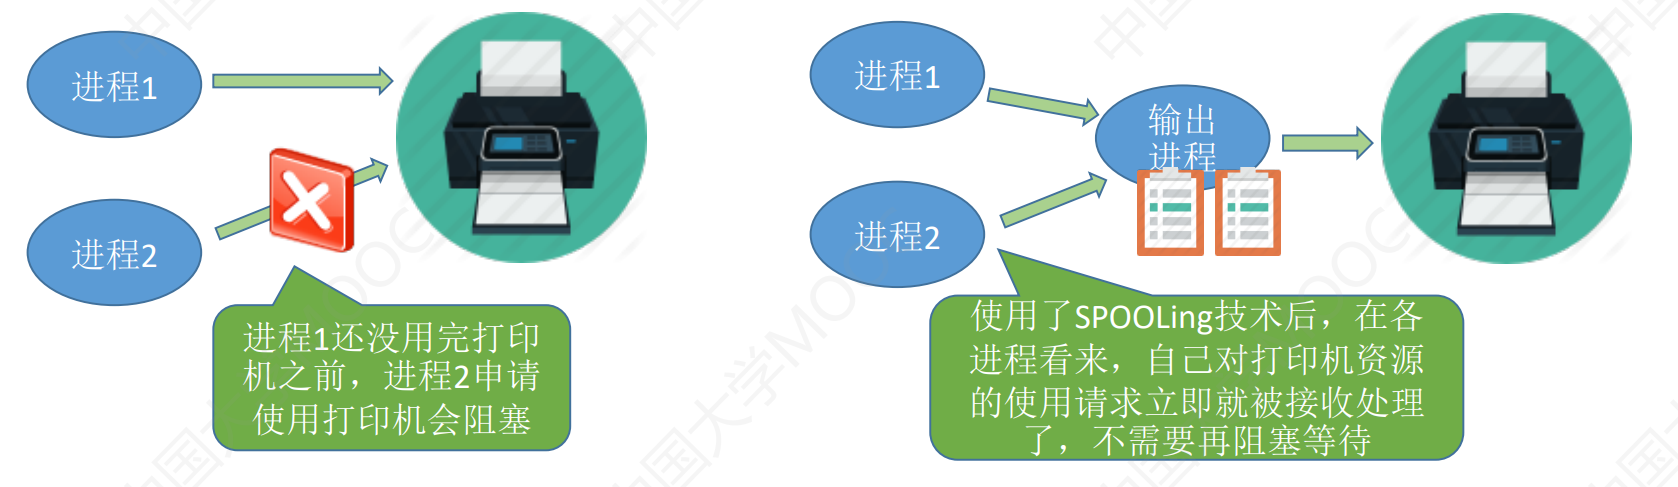 进程1
进程2
进程1还没用完打印
机之前，进程2申请
使用打印机会阻塞
进程1
进程2
输出
进程
使用了SPOOLing技术后，在各
进程看来，自己对打印机资源
的使用请求立即就被接收处理
了，不需要再阻塞等待
中国大学MOOC